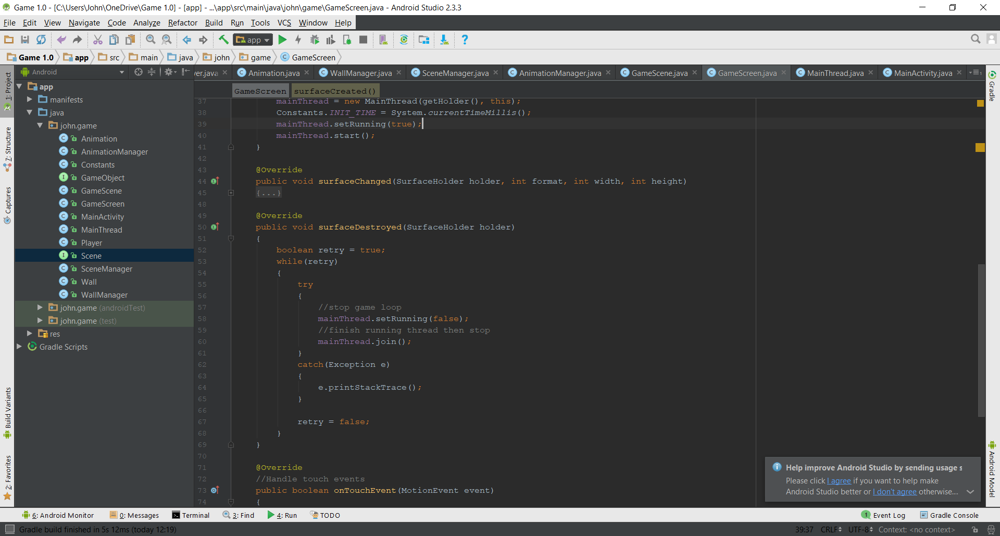 Game 1.0 - [C:\Users\John\OneDrive\Game 1.0] - [app] - ...\app\src\main\java\john\game\GameScreen.java - Android Studio 2.3.3
File Edit View Navigate Code Analyze Refactor Build Run Tools VCS Window Help
app
Game 1.0 app src main java john game GameScreen
Android
ver.java Animation.java WallManager.java SceneManager.java AnimationManager.java GameScene.java GameScreen.java MainThread.java MainActivity.java
1: Project
7: Structure
Captures
Build Variants
2: Favorites
app
manifests
java
john.game
Animation
AnimationManager
Constants
GameObject
GameScene
GameScreen
MainActivity
MainThread
Player
Scene
SceneManager
Wall
WallManager
john.game (androidTest)
john.game (test)
res
Gradle Scripts
GameScreen surfaceCreated()
37 mainThread = new MainThread(getHolder(), this);
38 Constants.INIT_TIME = System.currentTimeMillis();
39 mainThread.setRunning(true);
40 mainThread.start();
41 }
42
43 @Override
44 public void surfaceChanged(SurfaceHolder holder, int format, int width, int height)
45 {...}
48
49 @Override
50 public void surfaceDestroyed(SurfaceHolder holder)
51 {
52 boolean retry = true;
53 while(retry)
54 {
55 try
56 {
57 //stop game loop
58 mainThread.setRunning(false);
59 //finish running thread then stop
60 mainThread.join();
61 }
62 catch(Exception e)
63 {
64 e.printStackTrace();
65 }
66
67 retry = false;
68 }
69 }
70
71 @Override
72 //Handle touch events
73 public boolean onTouchEvent(MotionEvent event)
74 {
Gradle
Android Model
Help improve Android Studio by sending usage s
Please click I agree if you want to help make
Android Studio better or I don't agree otherwise....
6: Android Monitor 0: Messages Terminal 3: Find 4: Run TODO 1 Event Log Gradle Console
Gradle build finished in 5s 12ms (today 12:19) 39:37 CRLF UTF-8 Context: <no context>